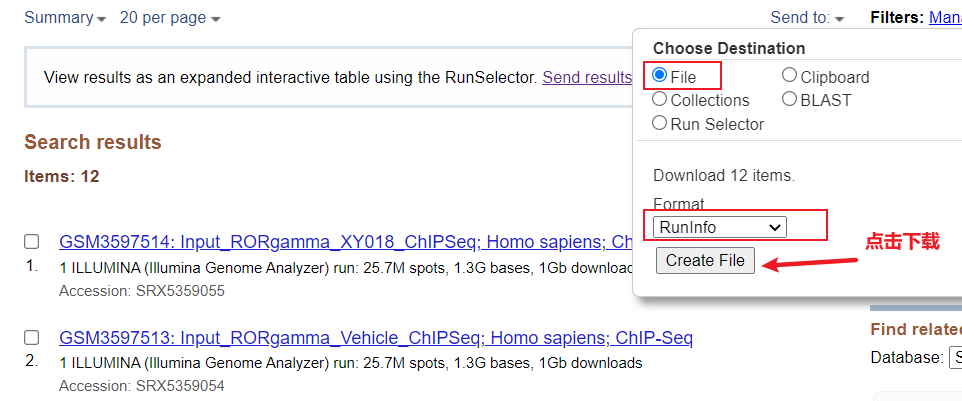 Summary 20 per page Send to: Filters: Mana
Choose Destination
View results as an expanded interactive table using the RunSelector. Send results
File Clipboard
Collections BLAST
Run Selector
Search results
Items: 12
Download 12 items.
Format
RunInfo
Create File
点击下载
GSM3597514: Input_RORgamma_XY018_ChIPSeq; Homo sapiens; Ch
1. 1 ILLUMINA (Illumina Genome Analyzer) run: 25.7M spots, 1.3G bases, 1Gb downloads
Accession: SRX5359055
GSM3597513: Input_RORgamma_Vehicle_ChIPSeq; Homo sapiens; ChIP-Seq
2. 1 ILLUMINA (Illumina Genome Analyzer) run: 25.7M spots, 1.3G bases, 1Gb downloads
Accession: SRX5359054
Find relate
Database: S